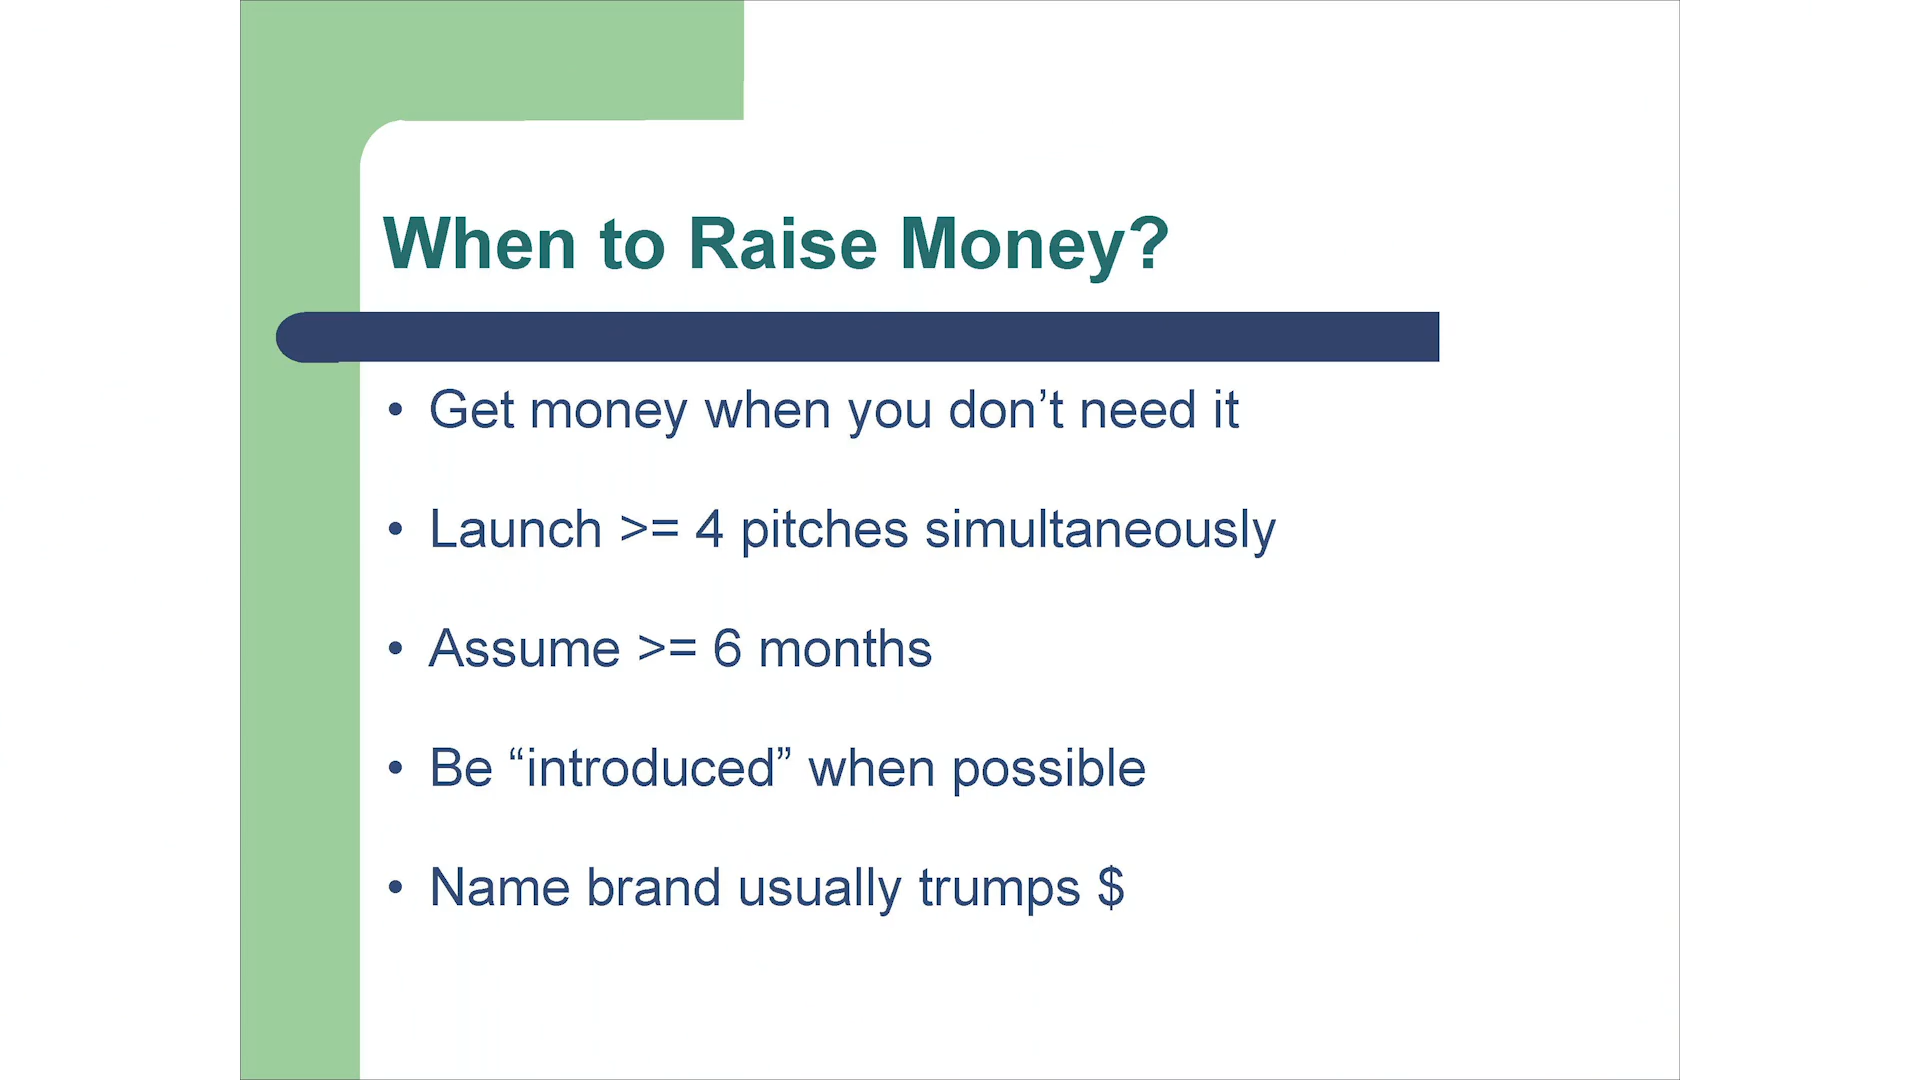 When to Raise Money?
• Get money when you don’t need it
• Launch >= 4 pitches simultaneously
• Assume >= 6 months
• Be “introduced” when possible
• Name brand usually trumps $